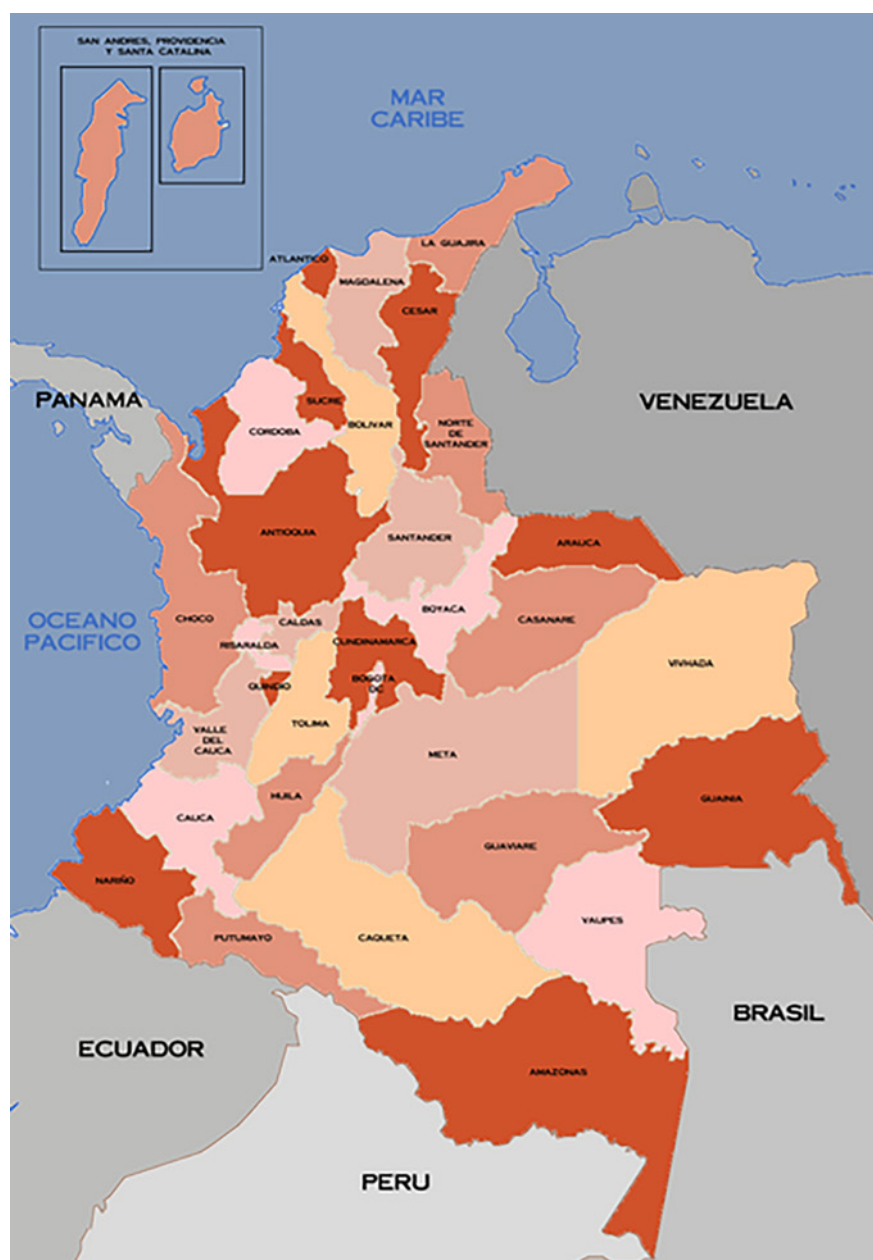 SAN ANDRES, PROVIDENCIA
Y SANTA CATALINA
MAR
CARIBE
LA GUAJIRA
ATLANTICO
MAGDALENA
CESAR
PANAMA
VENEZUELA
SUCRE
BOLIVAR
CORDOBA
NORTE
DE
SANTANDER
ANTIOQUIA
SANTANDER
ARAUCA
OCEANO
PACIFICO
CHOCO
CALDAS
BOYACA
CASANARE
RISARALDA
CUNDINAMARCA
VIVHADA
QUINDIO
BOGOTA
DC
TOLIMA
VALLE
DEL
CAUCA
META
HUILA
GUAINIA
CAUCA
GUAVIARE
NARIÑO
VAUPES
PUTUMAYO
CAQUETA
BRASIL
ECUADOR
AMAZONAS
PERU